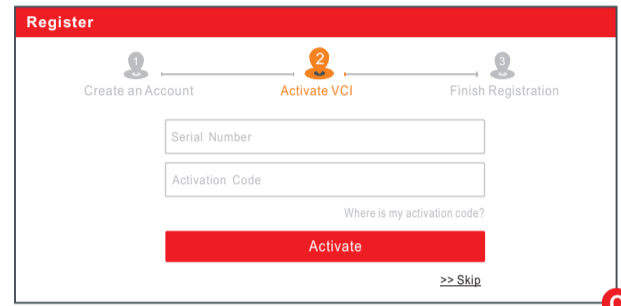 Register
1
2
3
Create an Account
Activate VCI
Finish Registration
Serial Number
Activation Code
Where is my activation code?
Activate
>> Skip